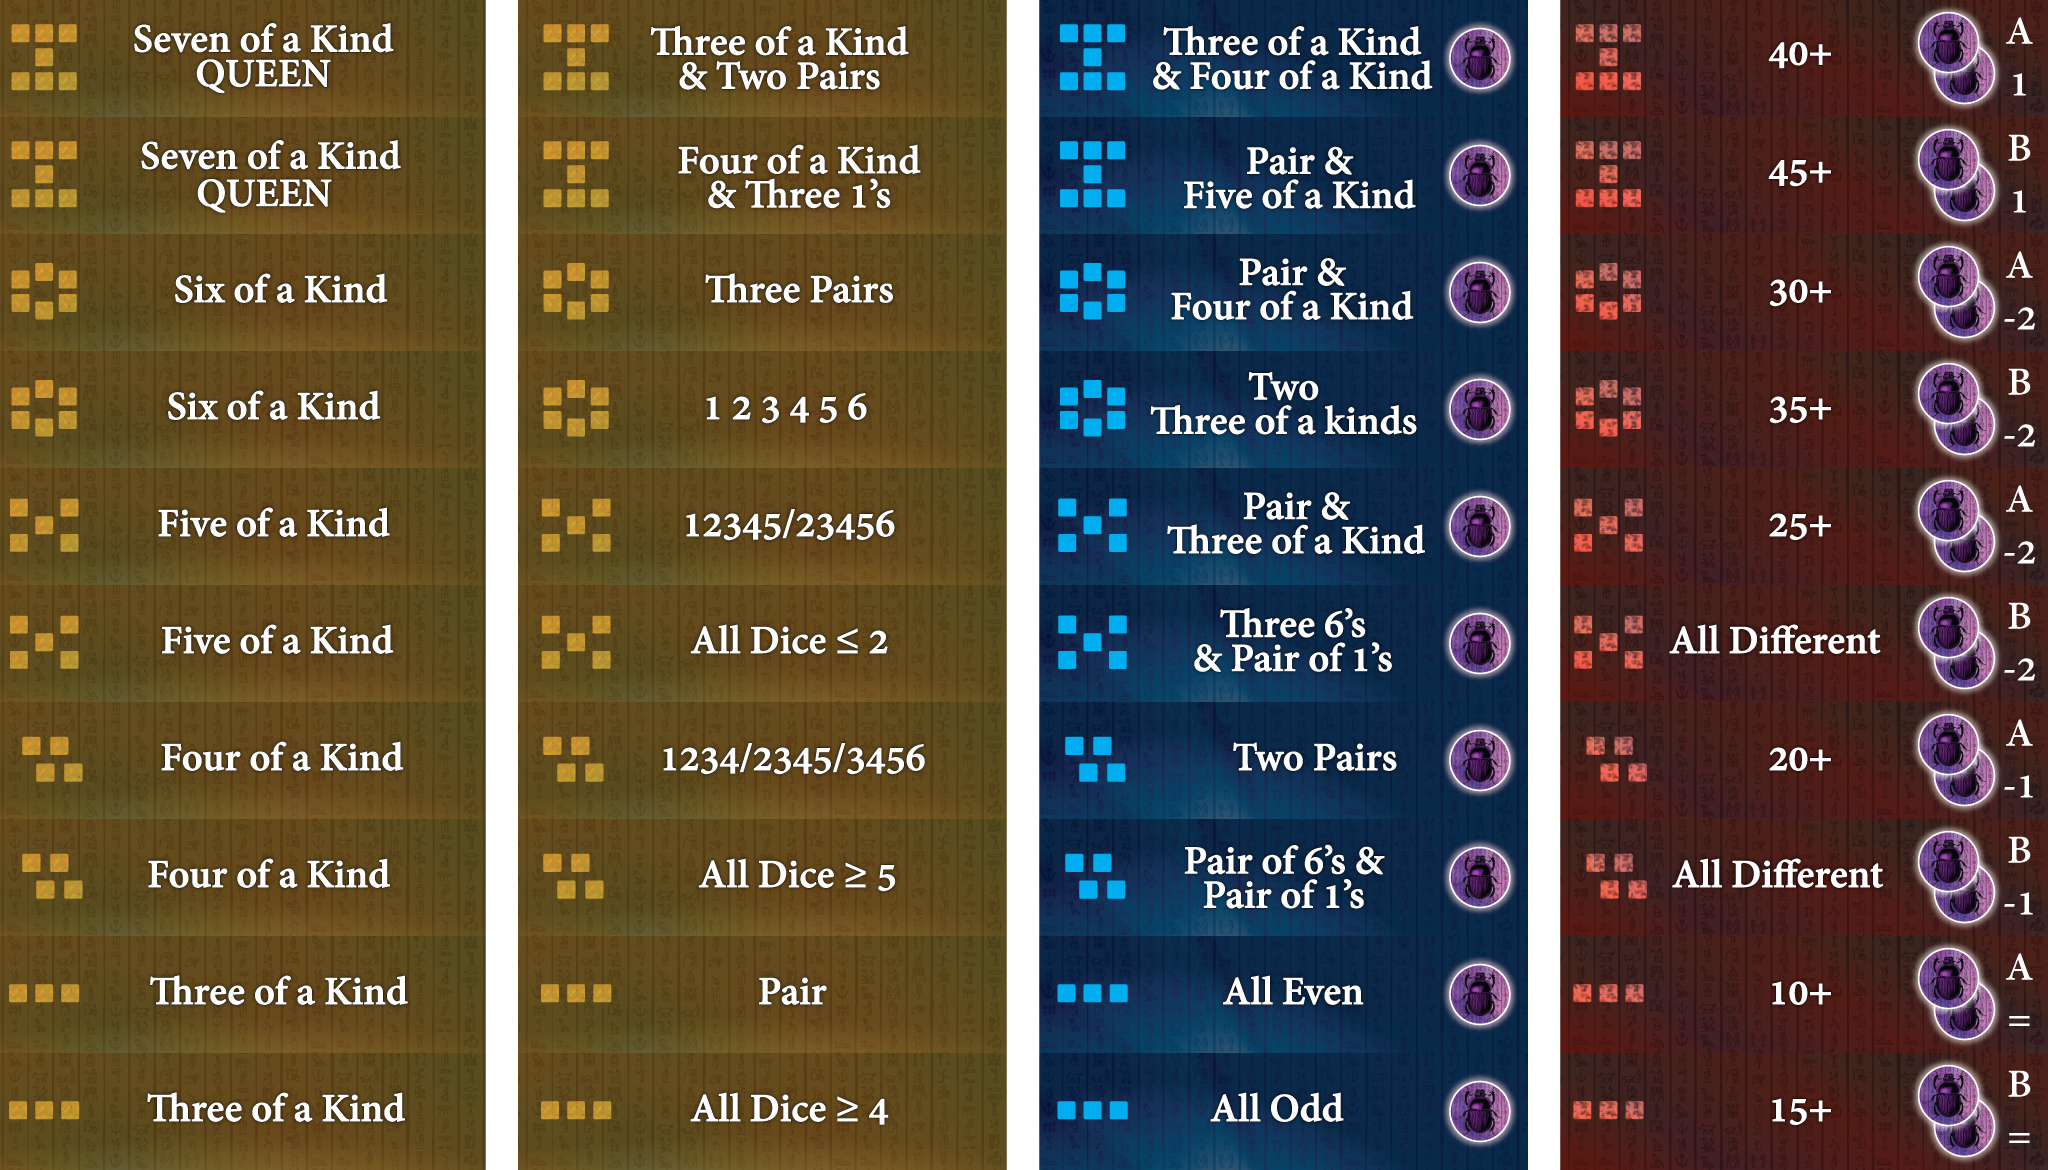 Seven of a Kind
QUEEN
Seven of a Kind
QUEEN
Six of a Kind
Six of a Kind
Five of a Kind
Five of a Kind
Four of a Kind
Four of a Kind
Three of a Kind
Three of a Kind
Three of a Kind
& Two Pairs
Four of a Kind
& Three 1's
Three Pairs
1 2 3 4 5 6
12345/23456
All Dice ≤ 2
1234/2345/3456
All Dice ≥ 5
Pair
All Dice ≥ 4
Three of a Kind
& Four of a Kind
Pair &
Five of a Kind
Pair &
Four of a Kind
Two
Three of a kinds
Pair &
Three of a Kind
Three 6's
& Pair of 1's
Two Pairs
Pair of 6's &
Pair of 1's
All Even
All Odd
40+
A
1
45+
B
1
30+
A
-2
35+
B
-2
25+
A
-2
All Different
B
-2
20+
A
-1
All Different
B
-1
10+
A
=
15+
B
=